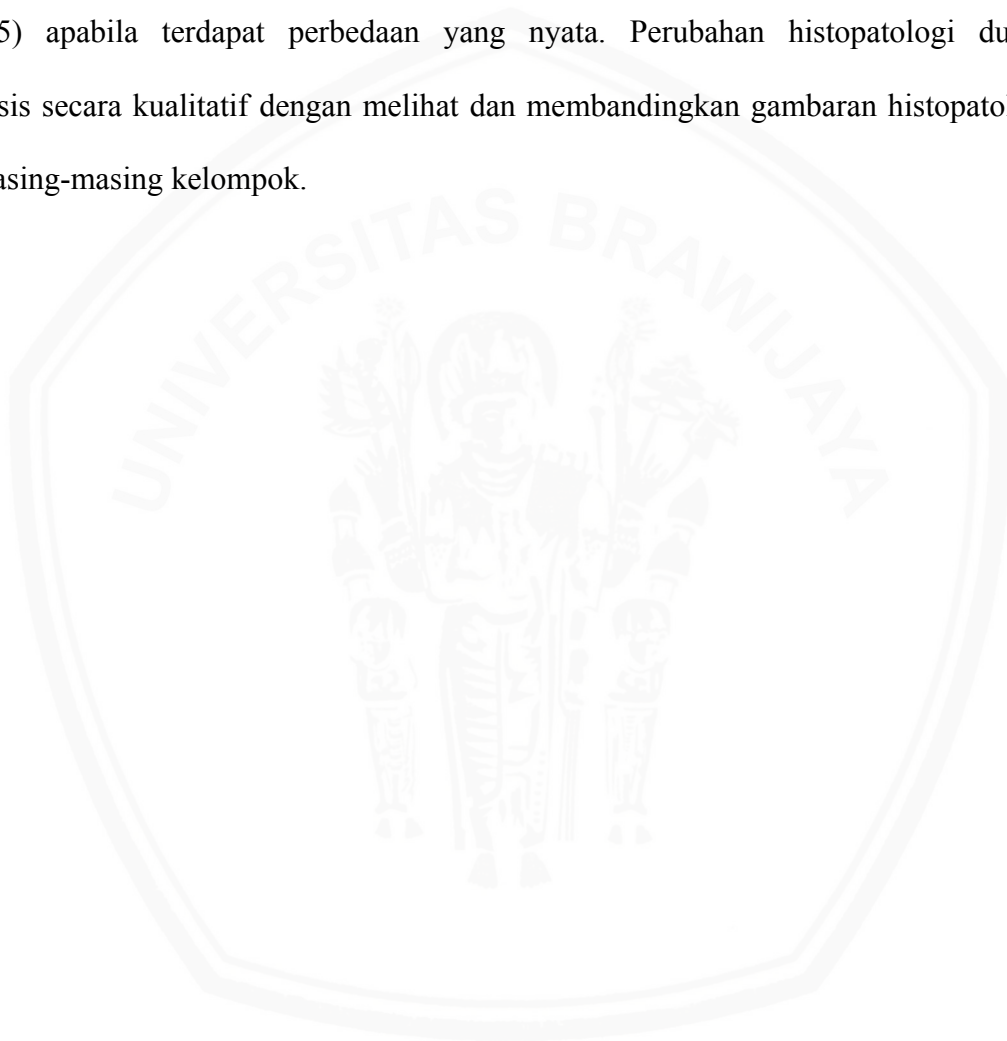 5) apabila terdapat perbedaan yang nyata. Perubahan histopatologi du
sis secara kualitatif dengan melihat dan membandingkan gambaran histopato
asing-masing kelompok.
UNIVERSITAS BRAWIJAYA